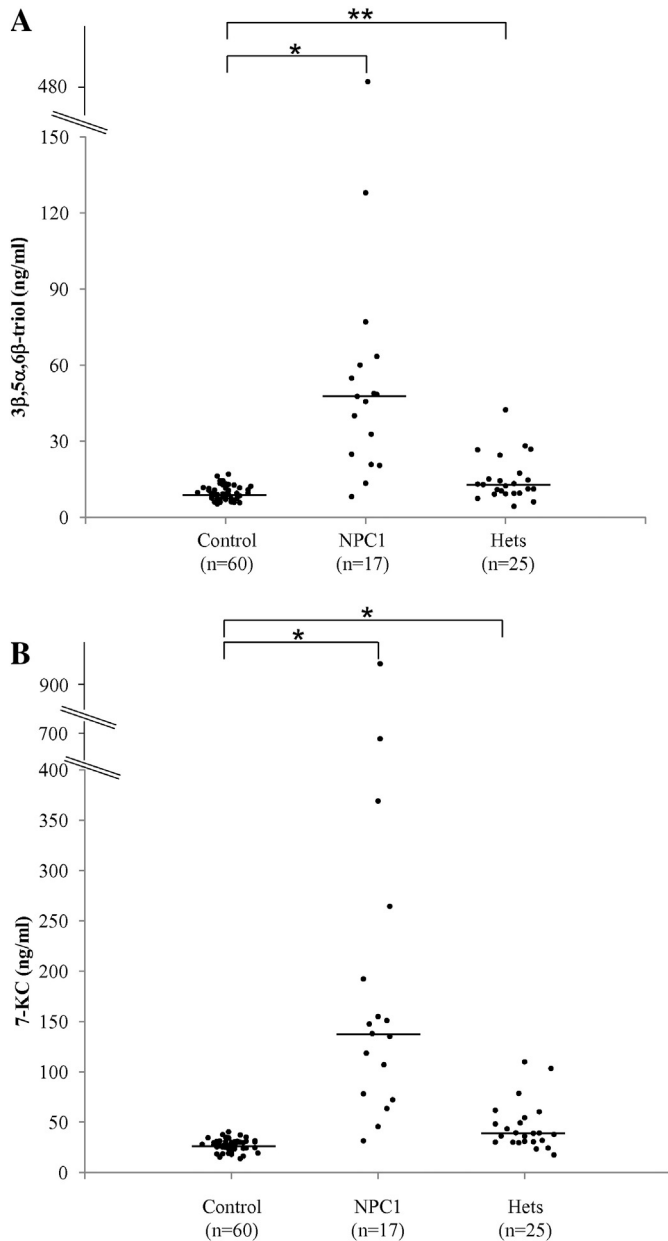 A
**
*
480
150
120
90
60
30
0
3β,5α,6β-triol (ng/ml)
Control
(n=60)
NPC1
(n=17)
Hets
(n=25)
B
*
*
900
700
400
350
300
250
200
150
100
50
0
7-KC (ng/ml)
Control
(n=60)
NPC1
(n=17)
Hets
(n=25)